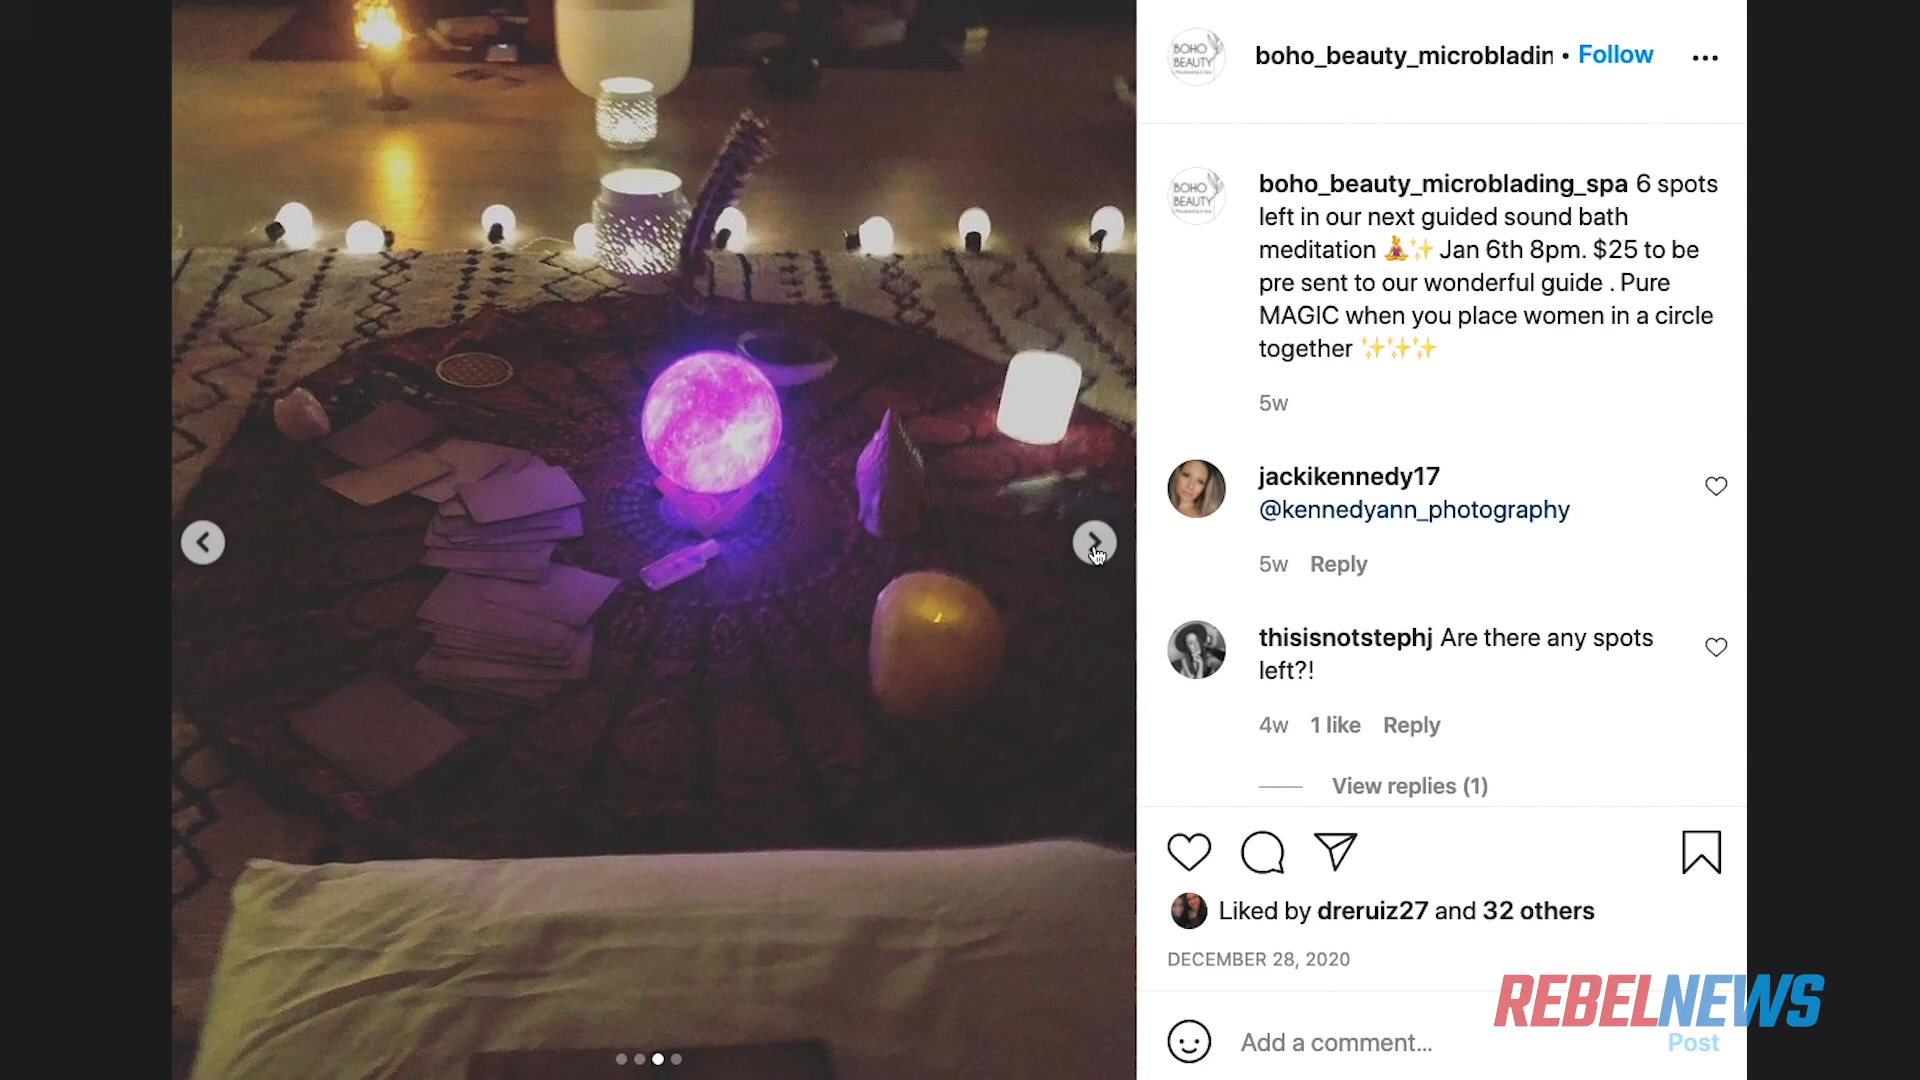 BOHO
BEAUTY
boho_beauty_microbladin • Follow
BOHO
BEAUTY
boho_beauty_microblading_spa 6 spots
left in our next guided sound bath
meditation 🧘✨ Jan 6th 8pm. $25 to be
pre sent to our wonderful guide . Pure
MAGIC when you place women in a circle
together ✨✨✨
5w
jackikennedy17
@kennedyann_photography
5w Reply
thisisnotstephj Are there any spots
left?!
4w 1 like Reply
View replies (1)
Liked by dreruiz27 and 32 others
DECEMBER 28, 2020
REBELNEWS
Add a comment...
Post